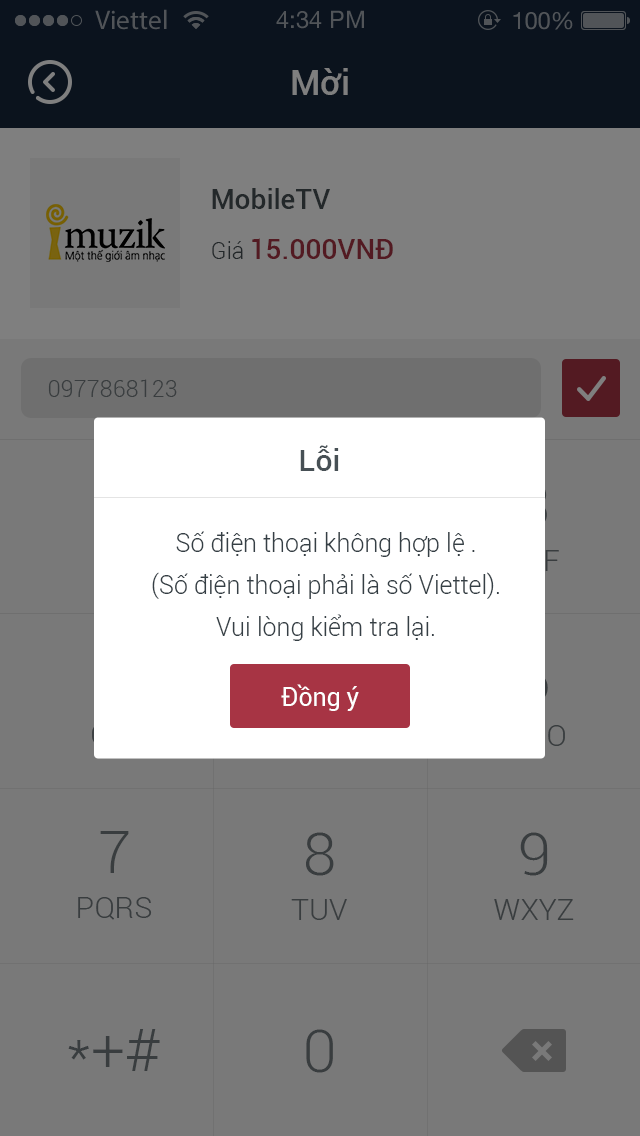 Viettel 4:34 PM 100%
Mời
imuzik
Một thế giới âm nhạc
MobileTV
Giá 15.000VNĐ
0977868123
Lỗi
Số điện thoại không hợp lệ .
(Số điện thoại phải là số Viettel).
Vui lòng kiểm tra lại.
Đồng ý
F
O
7 8 9
PQRS TUV WXYZ
*+# 0